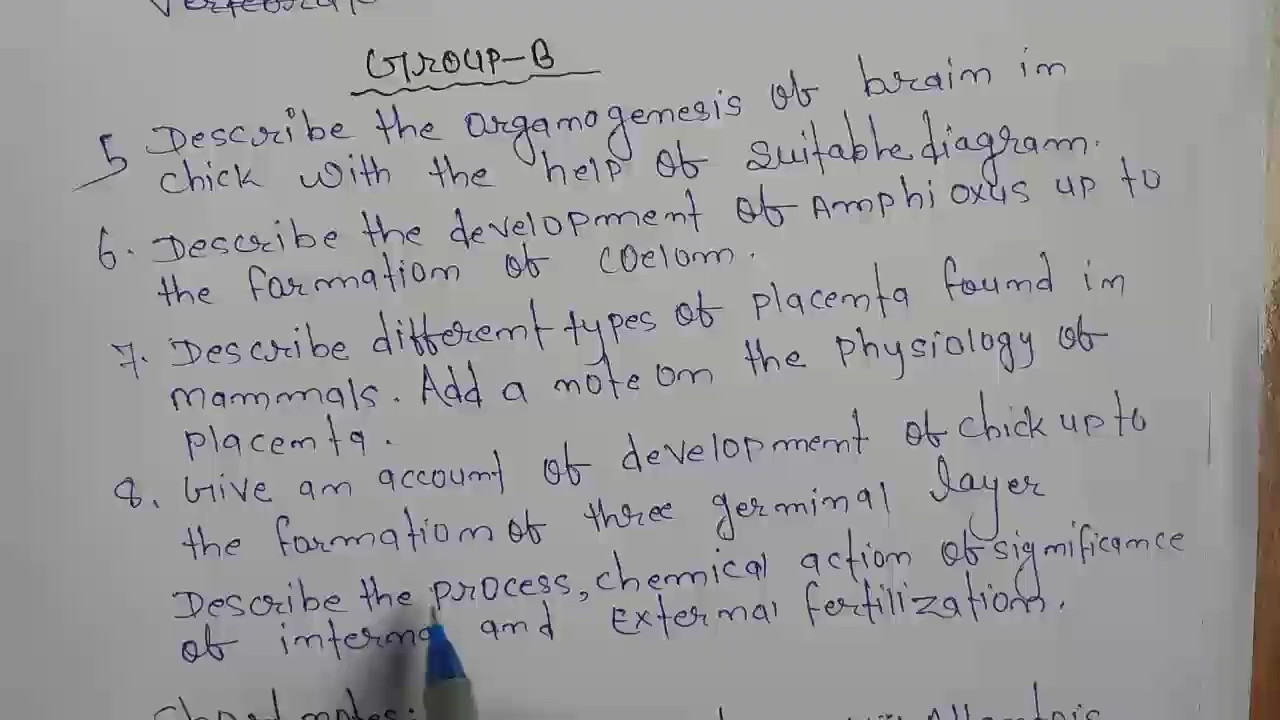 Group-B
5 Describe the organogenesis of brain in
chick with the help of suitable diagram.
6. Describe the development of Amphioxus up to
the formation of coelom.
7. Describe different types of placenta found in
mammals. Add a note on the physiology of
placenta.
8. Give an account of development of chick up to
the formation of three germinal layer
Describe the process, chemical action of significance
of interna and External fertilization.